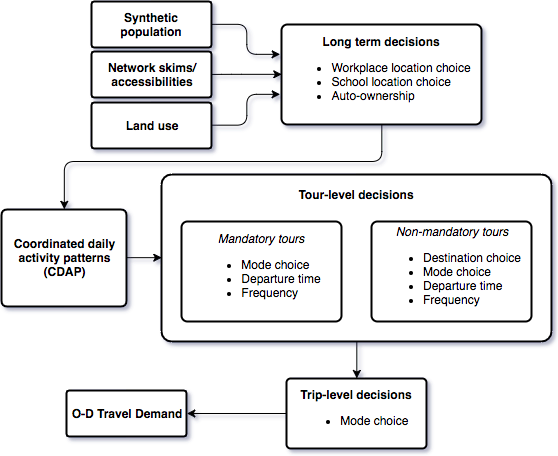 Synthetic
population
Network skims/
accessibilities
Land use
Long term decisions
• Workplace location choice
• School location choice
• Auto-ownership
Coordinated daily
activity patterns
(CDAP)
Tour-level decisions
Mandatory tours
• Mode choice
• Departure time
• Frequency
Non-mandatory tours
• Destination choice
• Mode choice
• Departure time
• Frequency
Trip-level decisions
• Mode choice
O-D Travel Demand